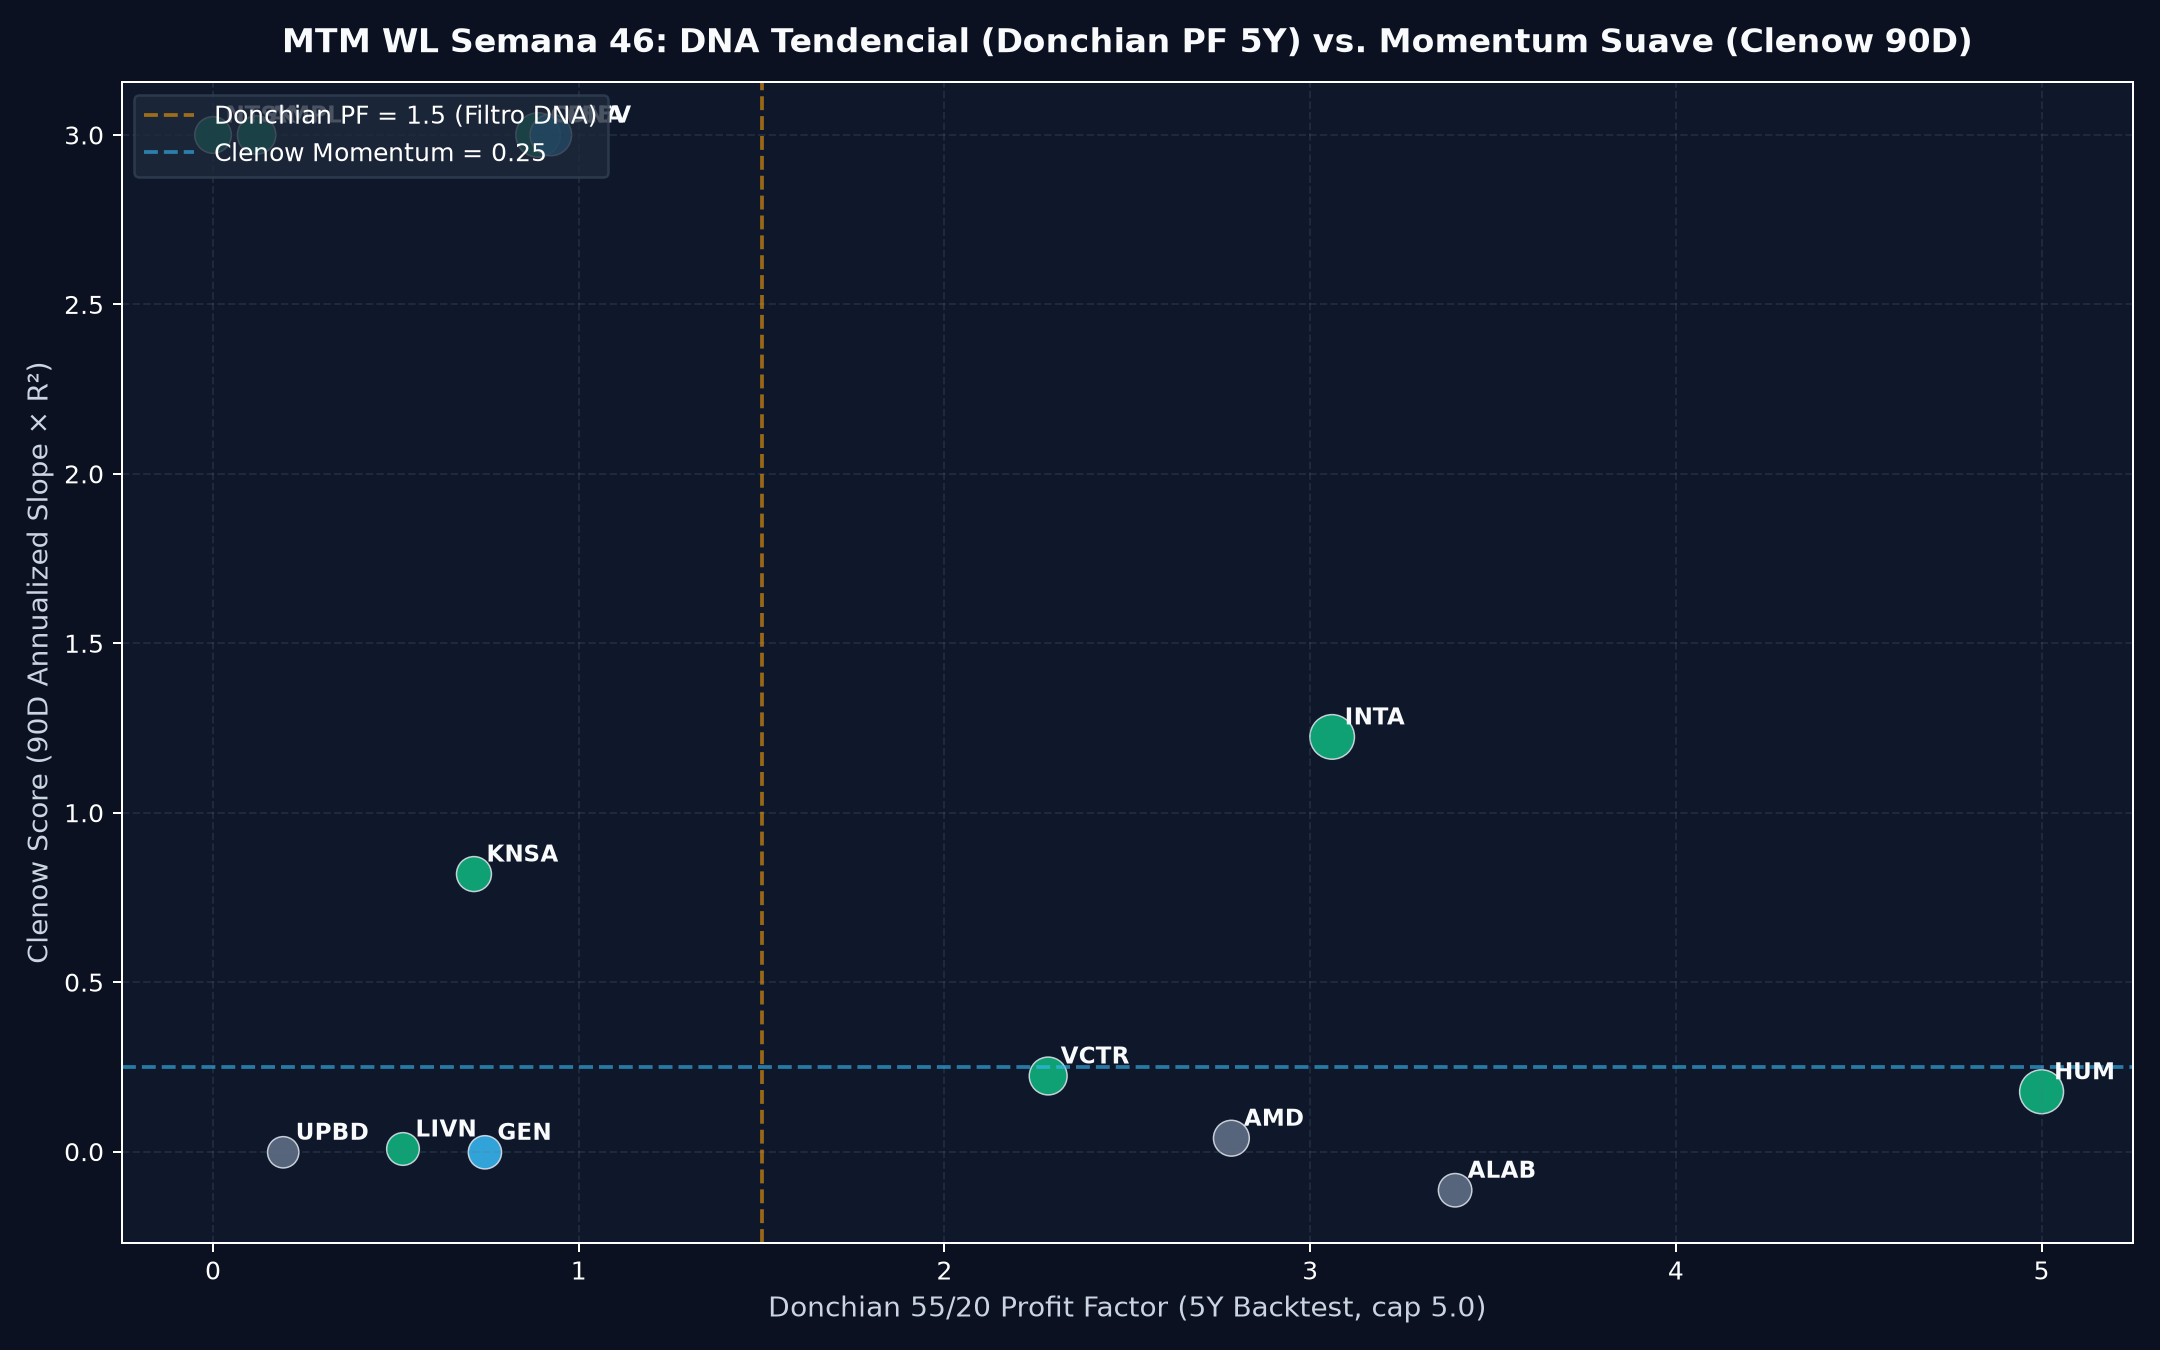 MTM WL Semana 46: DNA Tendencial (Donchian PF 5Y) vs. Momentum Suave (Clenow 90D)
Donchian PF = 1.5 (Filtro DNA)
Clenow Momentum = 0.25
Clenow Score (90D Annualized Slope × R²)
3.0
2.5
2.0
1.5
1.0
0.5
0.0
INTA
KNSA
VCTR
HUM
AMD
UPBD
LIVN
GEN
ALAB
0
1
2
3
4
5
Donchian 55/20 Profit Factor (5Y Backtest, cap 5.0)